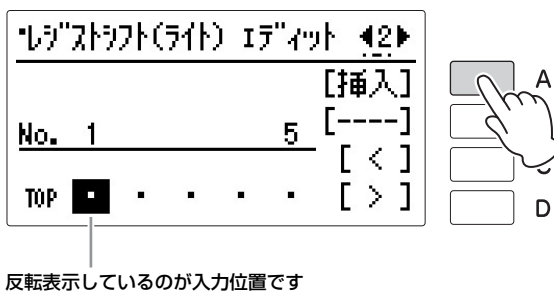 レジストシフト(ライト) エディット ◀2▶
[挿入]
No. 1 5 [----]
[ < ]
TOP ・ ・ ・ ・ ・ [ > ]
A
D
反転表示しているのが入力位置です